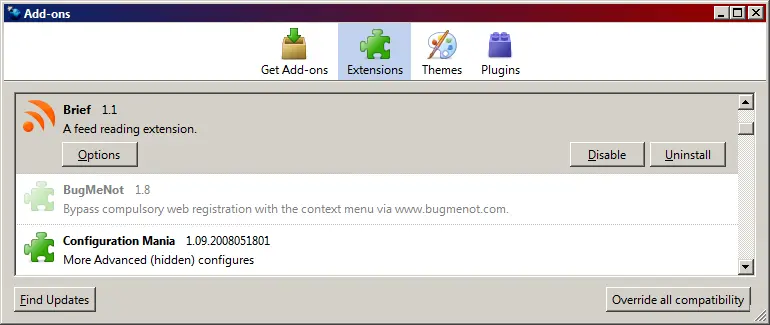 Add-ons
Get Add-ons Extensions Themes Plugins
Brief 1.1
A feed reading extension.
Options Disable Uninstall
BugMeNot 1.8
Bypass compulsory web registration with the context menu via www.bugmenot.com.
Configuration Mania 1.09.2008051801
More Advanced (hidden) configures
Find Updates Override all compatibility